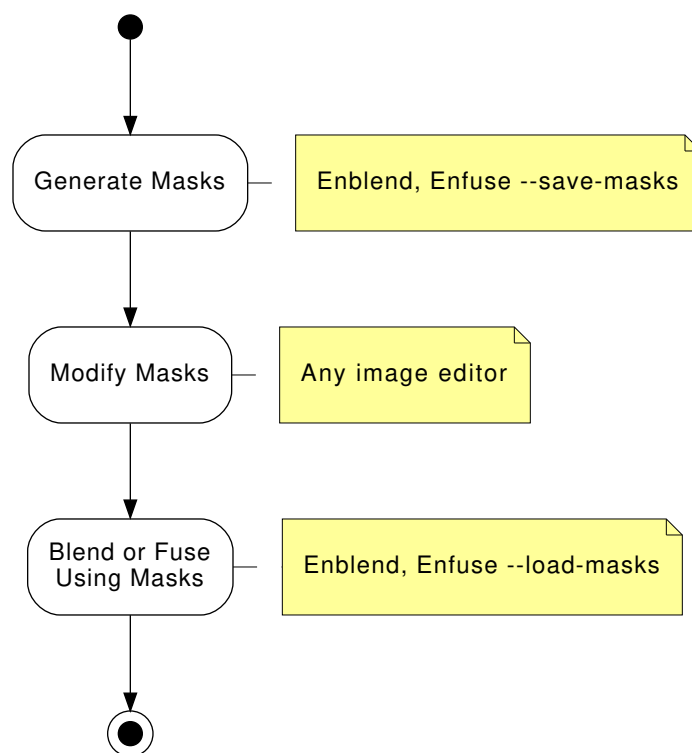 Generate Masks
Enblend, Enfuse --save-masks
Modify Masks
Any image editor
Blend or Fuse
Using Masks
Enblend, Enfuse --load-masks